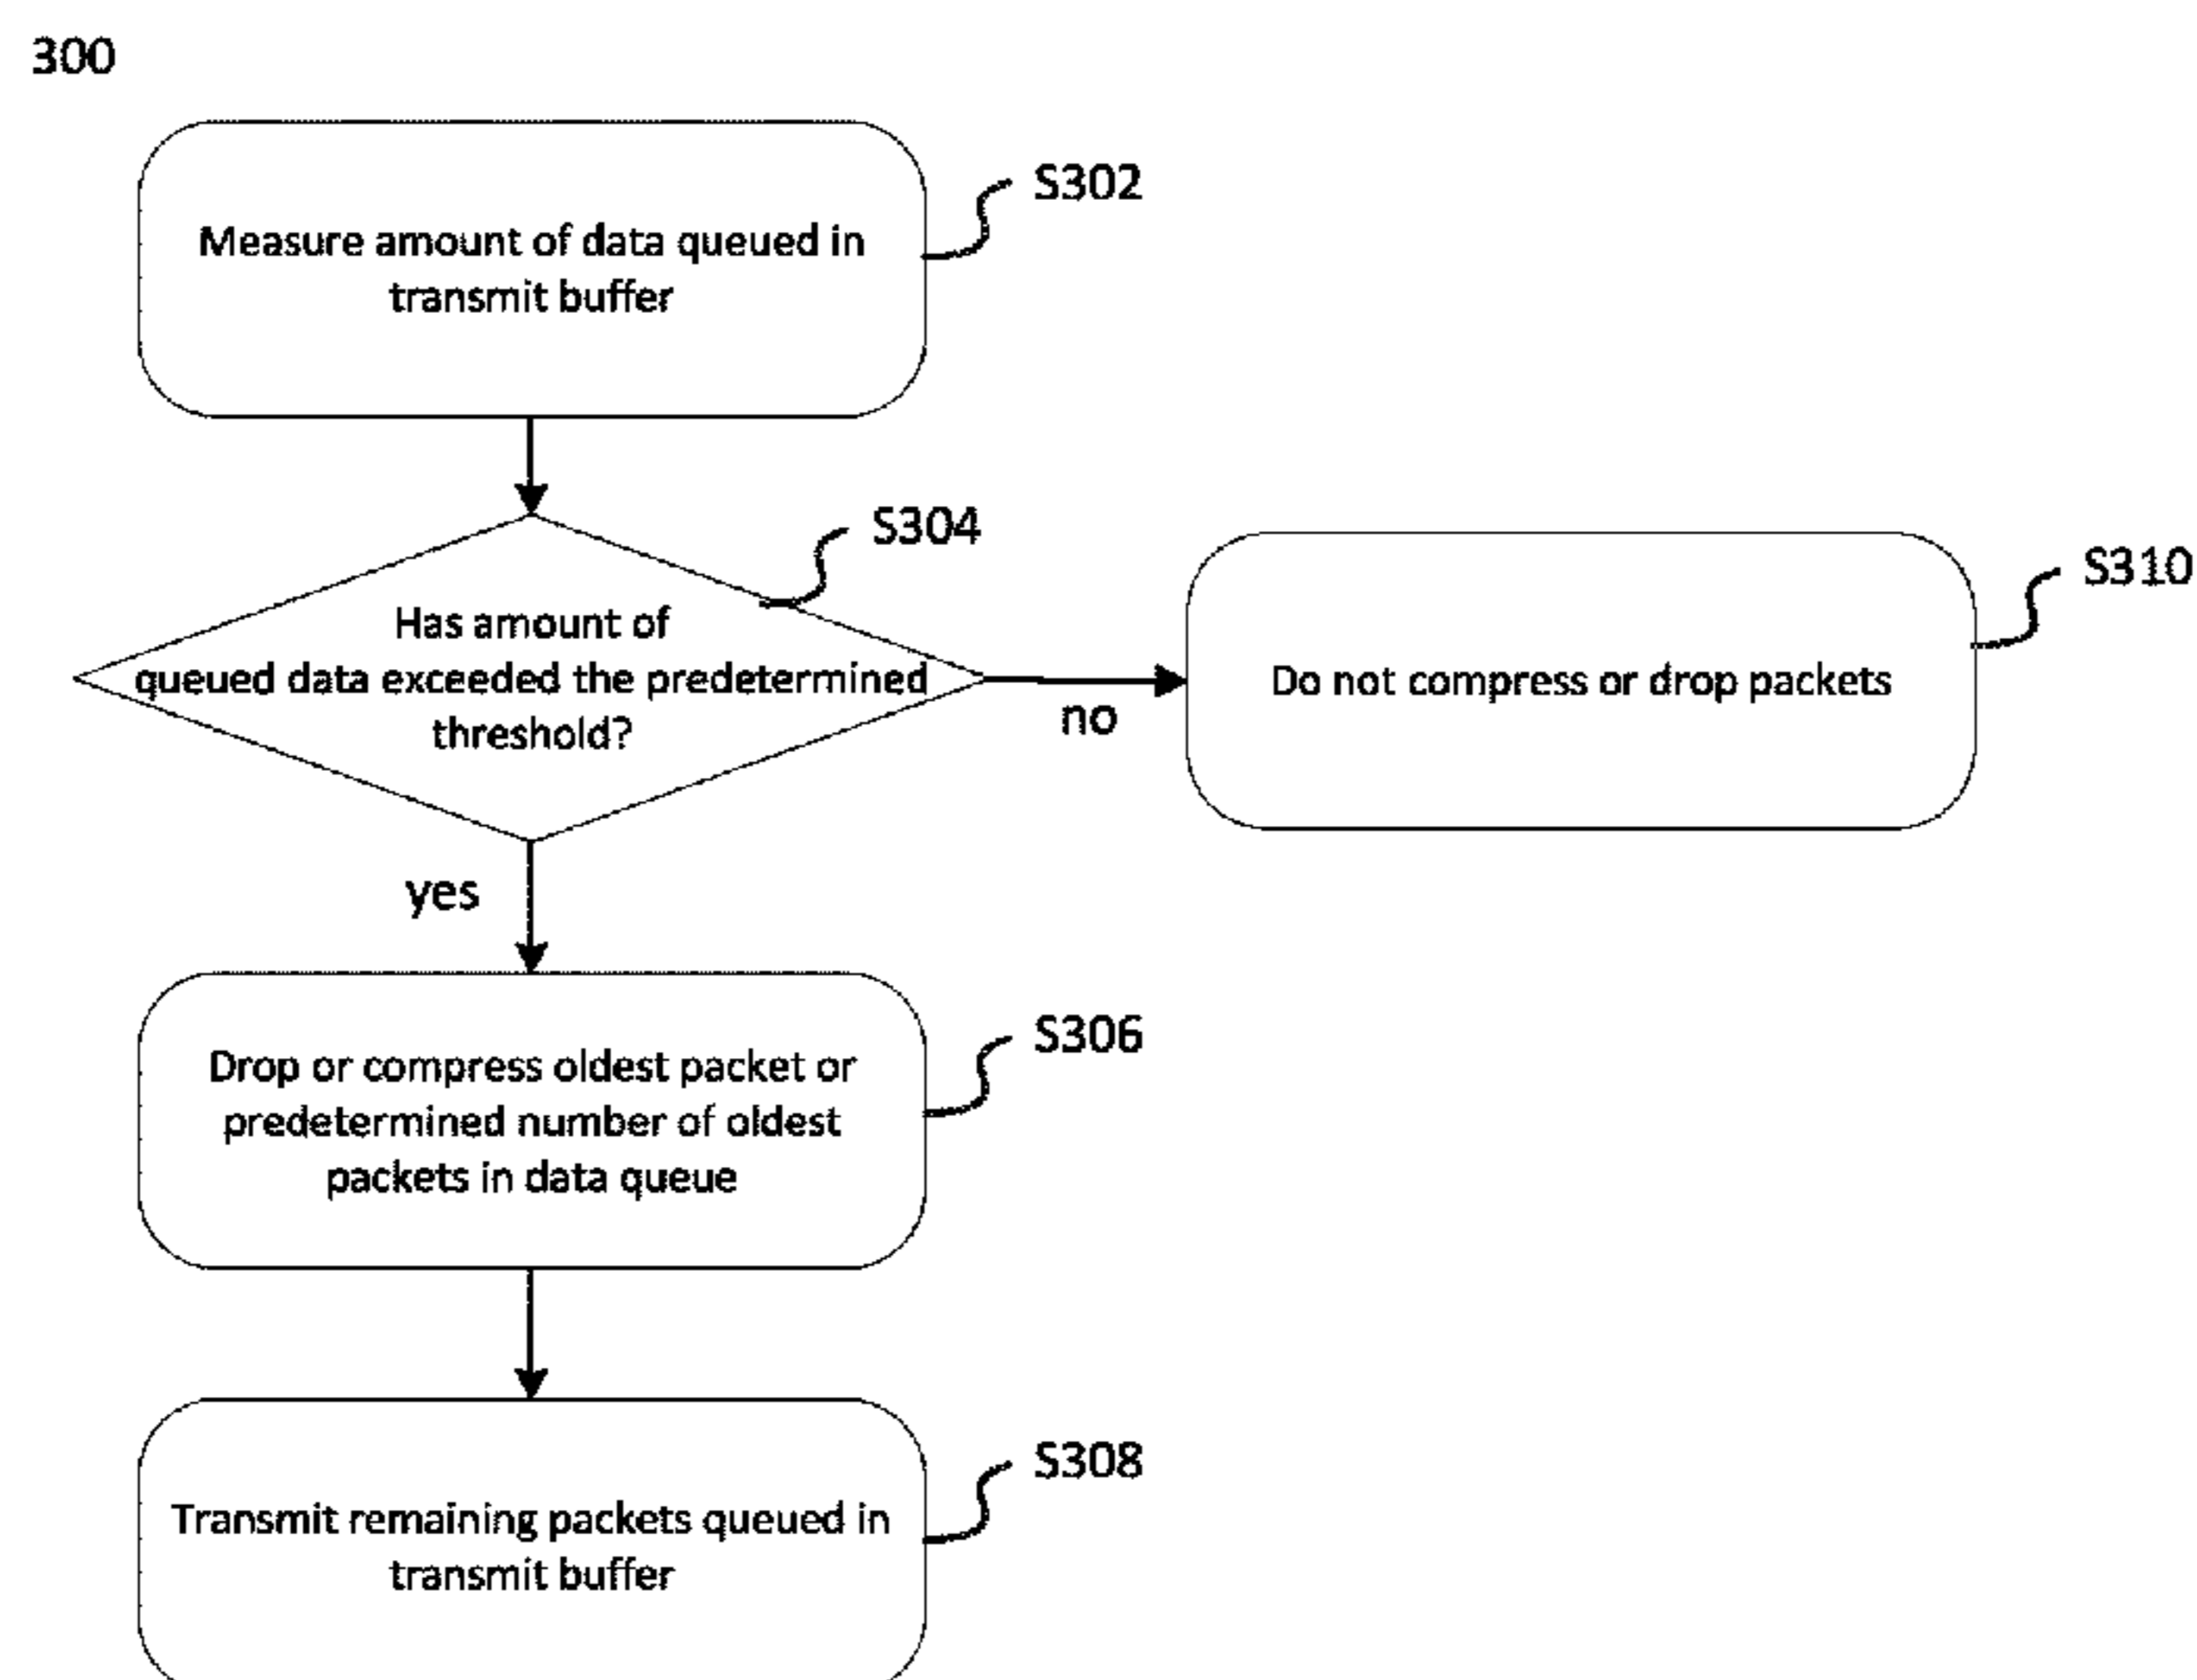 300
Measure amount of data queued in
transmit buffer
S302
Has amount of
queued data exceeded the predetermined
threshold?
S304
no
Do not compress or drop packets
S310
yes
Drop or compress oldest packet or
predetermined number of oldest
packets in data queue
S306
Transmit remaining packets queued in
transmit buffer
S308